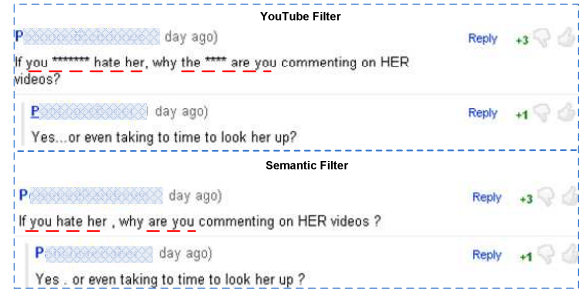 YouTube Filter
P day ago) Reply +3
If you ******* hate her, why the **** are you commenting on HER
videos?
P day ago) Reply +1
Yes...or even taking to time to look her up?
Semantic Filter
P day ago) Reply +3
If you hate her , why are you commenting on HER videos ?
P day ago) Reply +1
Yes . or even taking to time to look her up ?